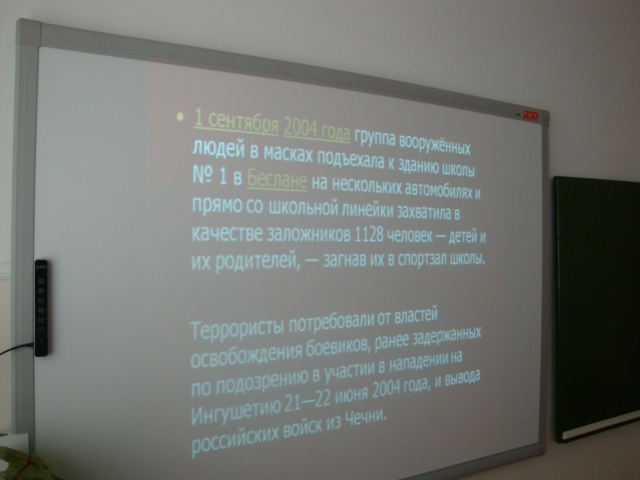 • 1 сентября 2004 года группа вооружённых
людей в масках подъехала к зданию школы
№ 1 в Беслане на нескольких автомобилях и
прямо со школьной линейки захватила в
качестве заложников 1128 человек — детей и
их родителей, — загнав их в спортзал школы.
Террористы потребовали от властей
освобождения боевиков, ранее задержанных
по подозрению в участии в нападении на
Ингушетию 21—22 июня 2004 года, и вывода
российских войск из Чечни.